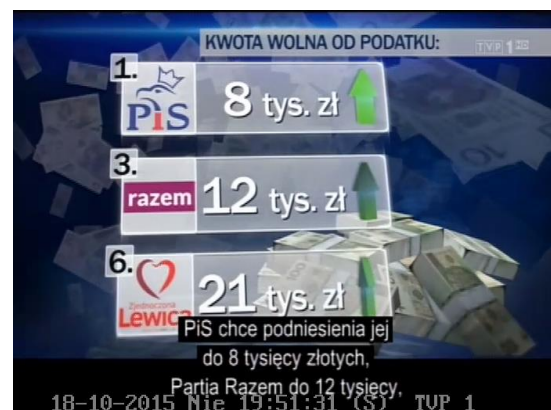 KWOTA WOLNA OD PODATKU:
TVP 1 HD
1.
PiS
8 tys. zł
3.
razem
12 tys. zł
6.
Zjednoczona
Lewica
21 tys. zł
PiS chce podniesienia jej
do 8 tysięcy złotych,
Partia Razem do 12 tysięcy,
18-10-2015 Nie 19:51:31 (S) TVP 1